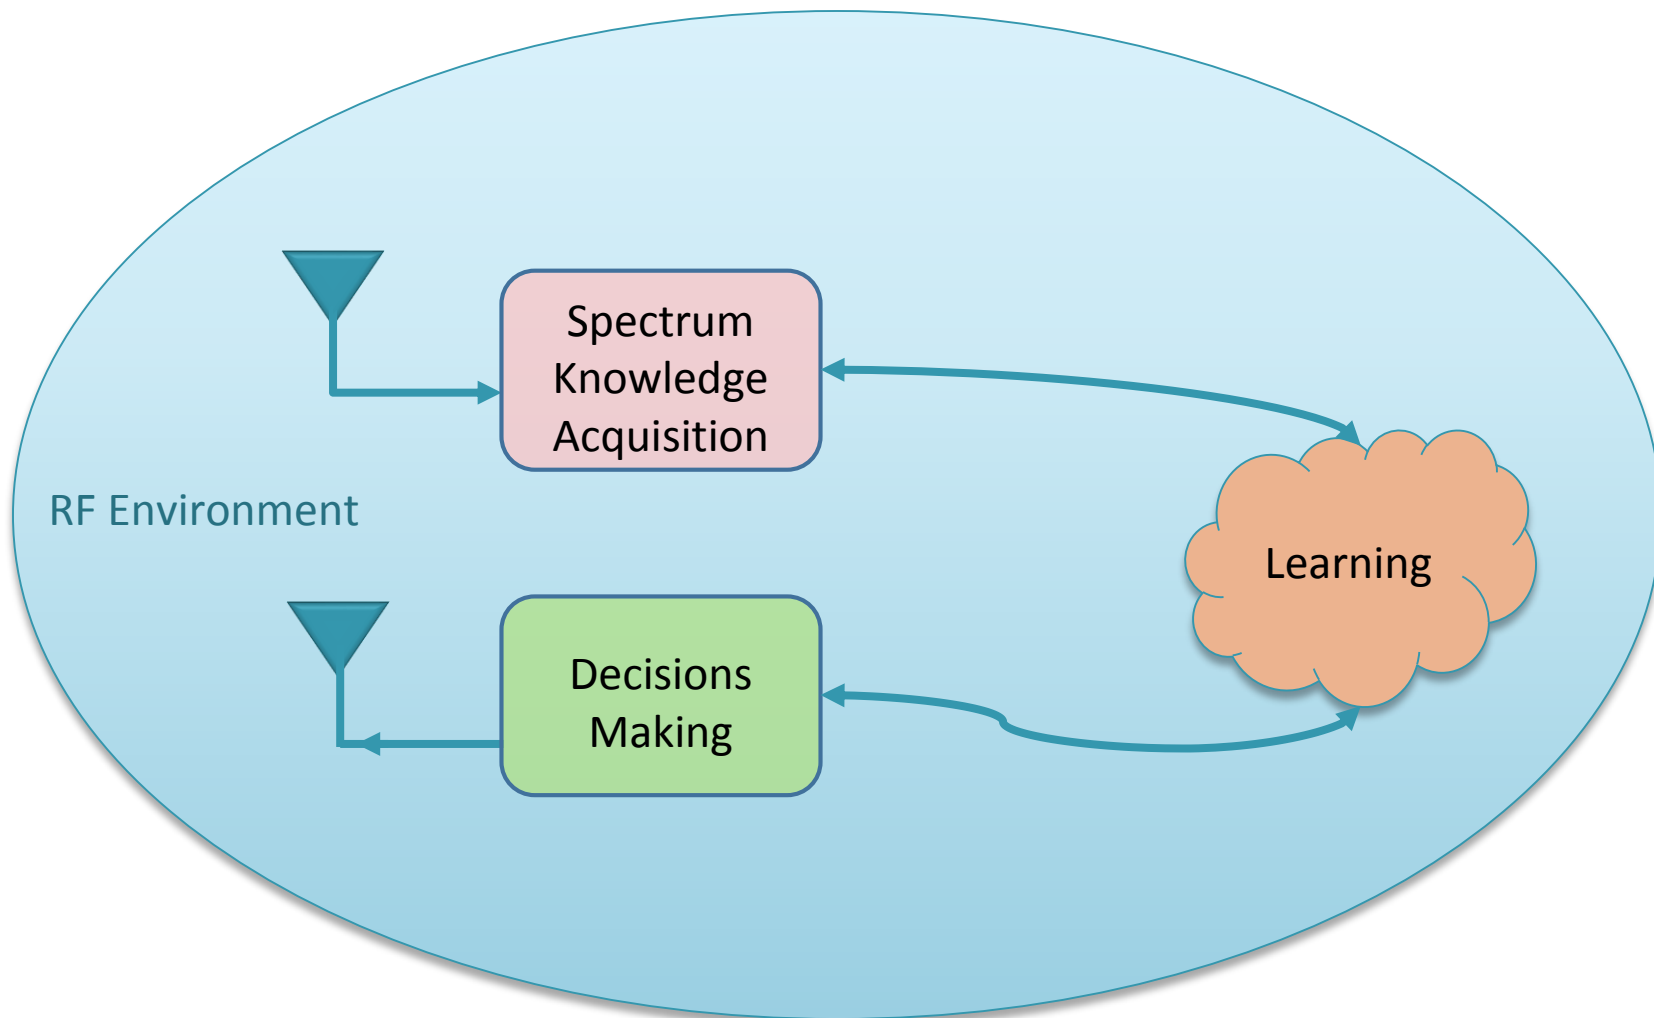 Spectrum
Knowledge
Acquisition
RF Environment
Learning
Decisions
Making